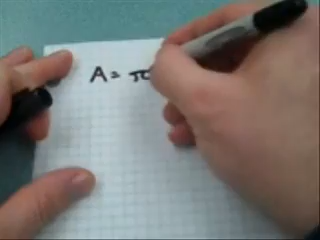 A = π